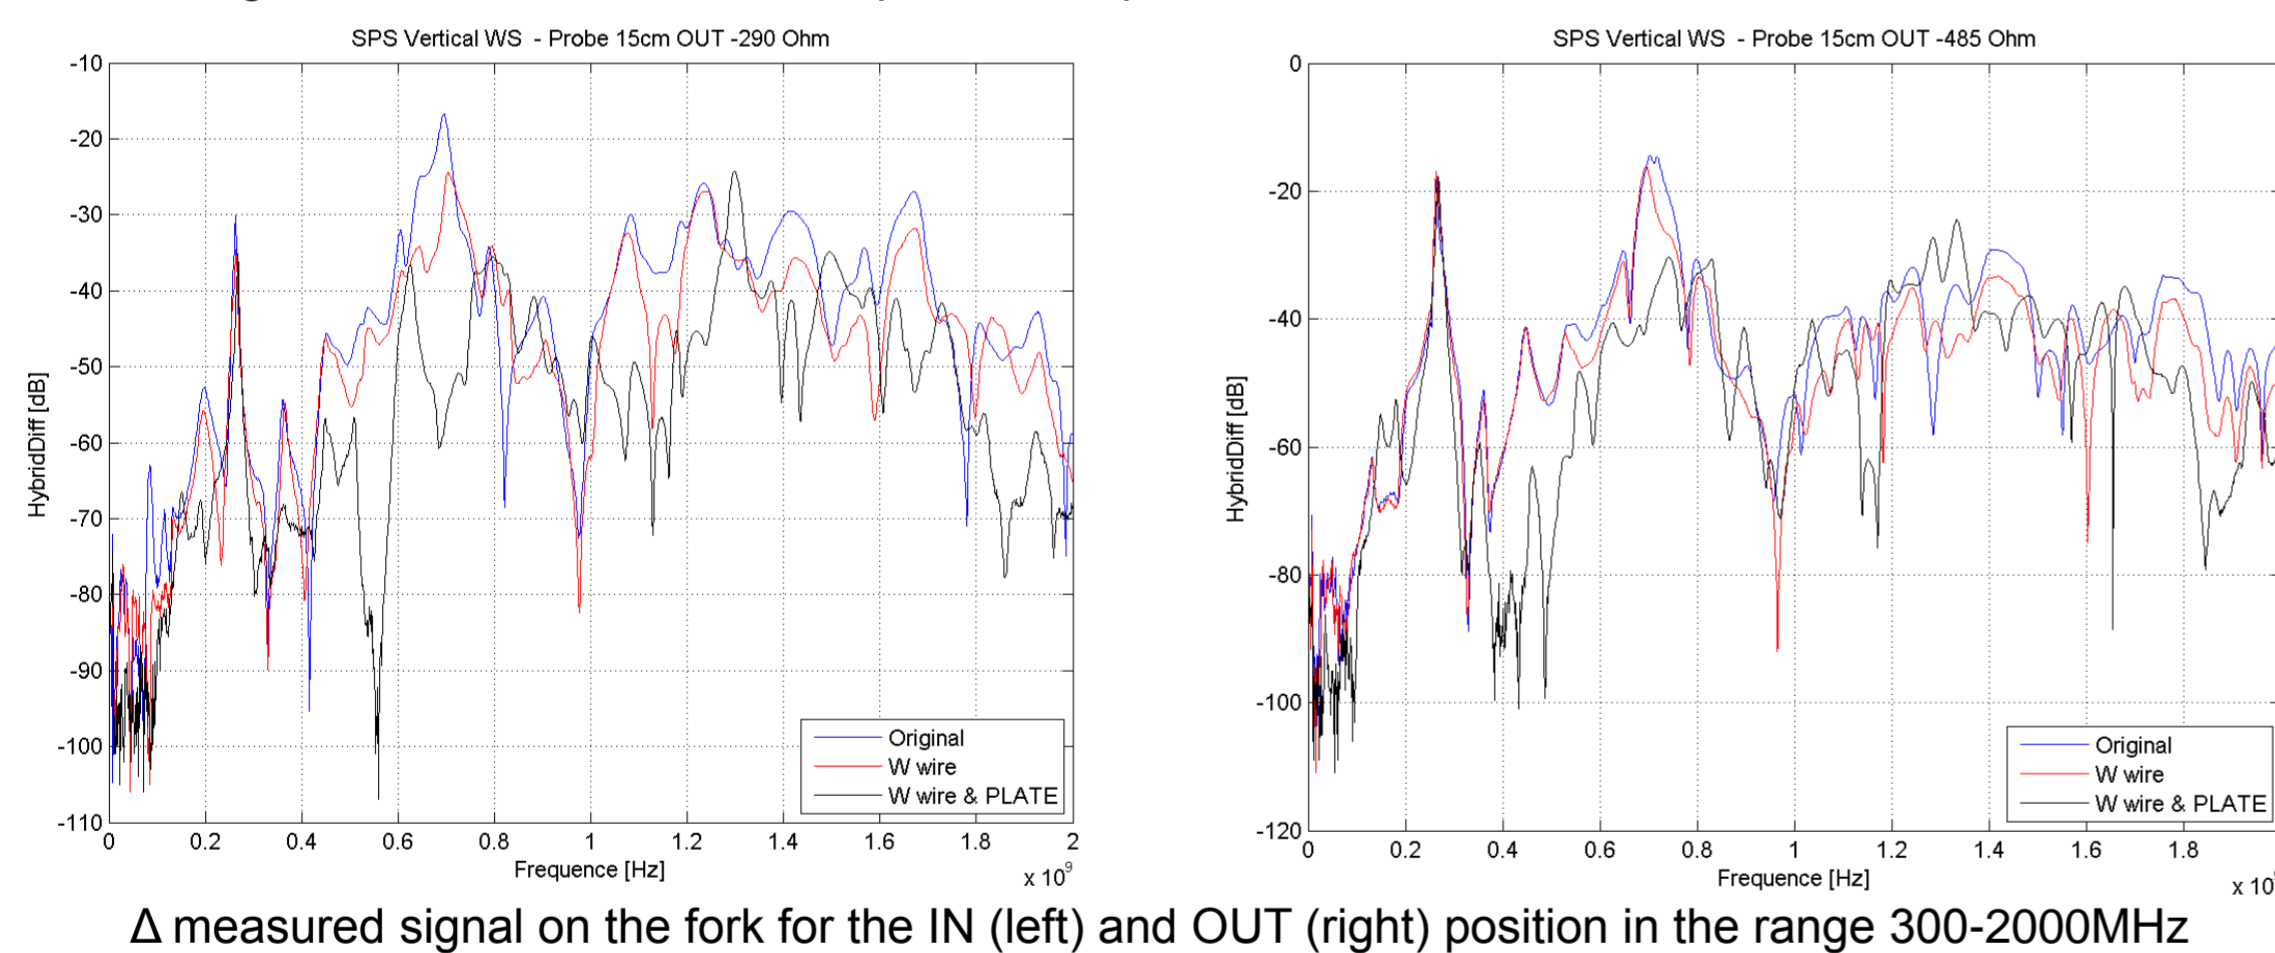 SPS Vertical WS - Probe 15cm OUT -290 Ohm
-10
-20
-30
-40
-50
-60
-70
-80
-90
-100
-110
HybridDiff [dB]
0 0.2 0.4 0.6 0.8 1 1.2 1.4 1.6 1.8 2
Frequence [Hz]
x 10⁹
Original
W wire
W wire & PLATE
SPS Vertical WS - Probe 15cm OUT -485 Ohm
0
-20
-40
-60
-80
-100
-120
HybridDiff [dB]
0 0.2 0.4 0.6 0.8 1 1.2 1.4 1.6 1.8
Frequence [Hz]
x 10
Original
W wire
W wire & PLATE
Δ measured signal on the fork for the IN (left) and OUT (right) position in the range 300-2000MHz